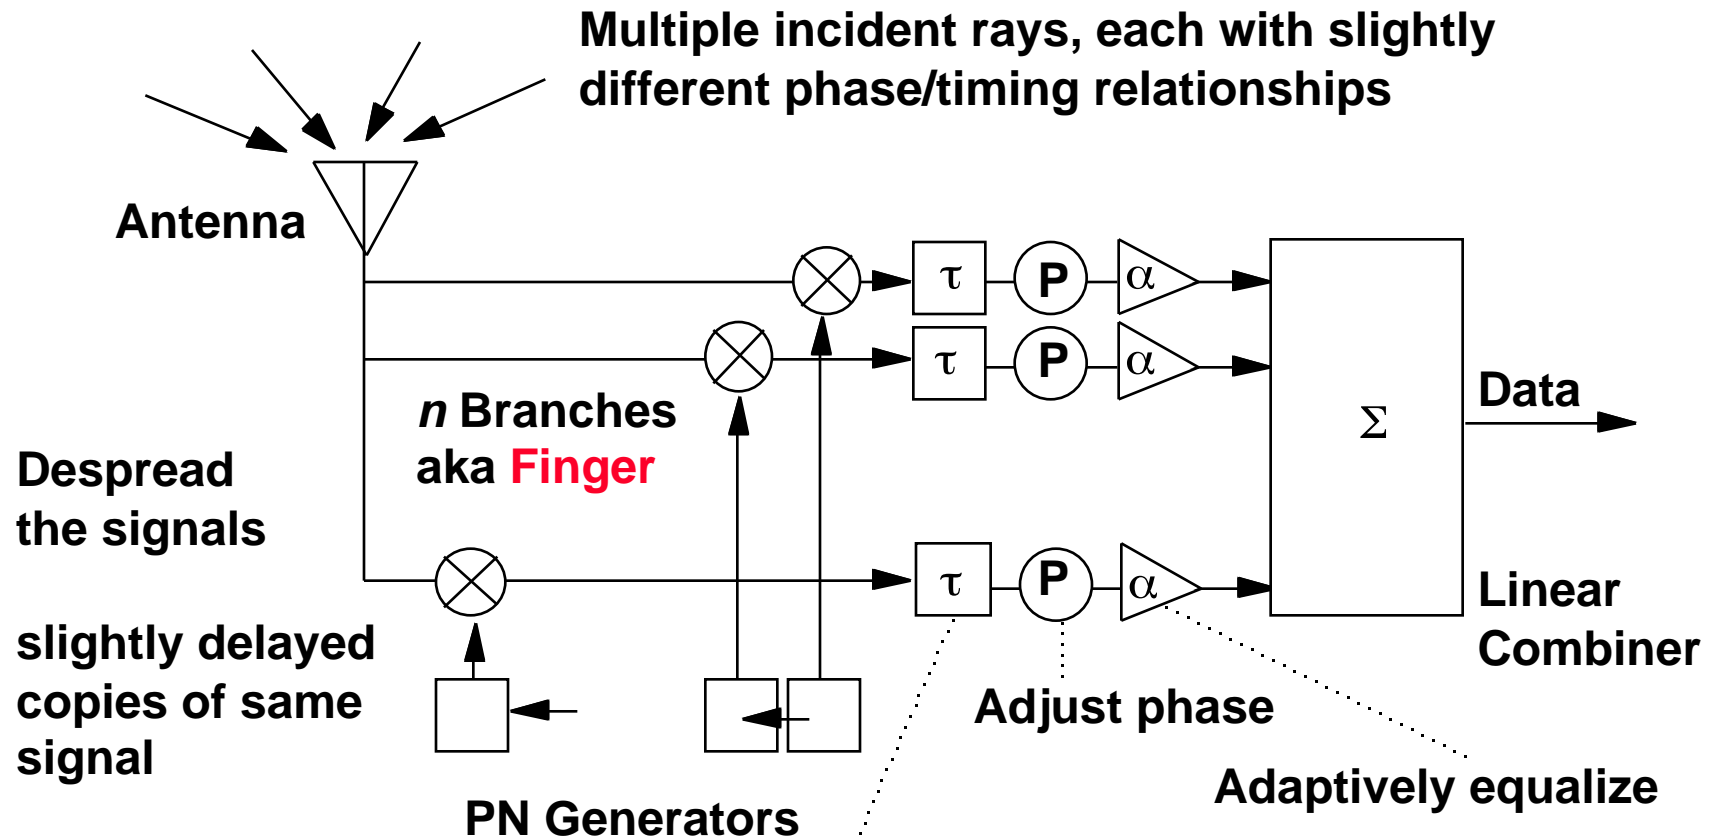 Multiple incident rays, each with slightly
different phase/timing relationships
Antenna
τ P α
τ P α
n Branches
aka Finger
Σ
Data
Despread
the signals
τ P α
Linear
Combiner
slightly delayed
copies of same
signal
Adjust phase
Adaptively equalize
PN Generators